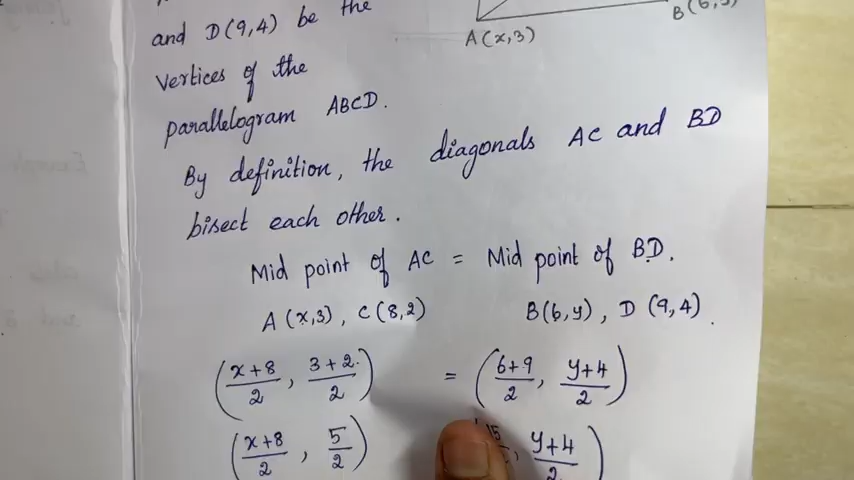 and D(9,4) be the
A(x,3)
vertices of the
parallelogram ABCD.
By definition, the diagonals AC and BD
bisect each other.
Mid point of AC = Mid point of BD.
A(x,3), C(8,2) B(6,y), D(9,4).
((x+8)/2, (3+2)/2) = ((6+9)/2, (y+4)/2)
((x+8)/2, 5/2) , (y+4)/2)